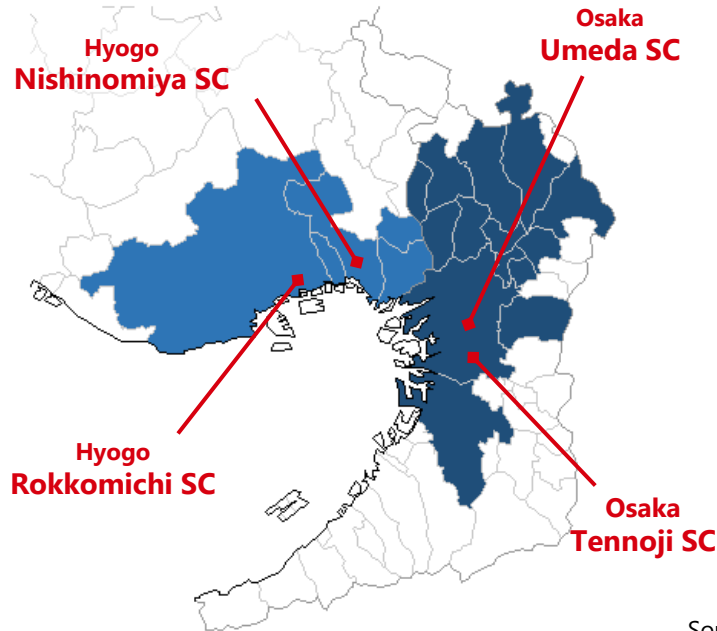 Hyogo
Nishinomiya SC
Osaka
Umeda SC
Hyogo
Rokkomichi SC
Osaka
Tennoji SC